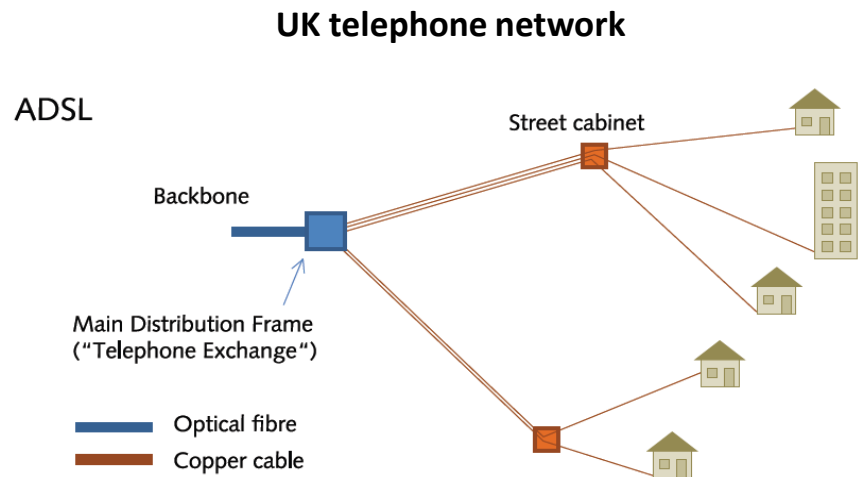 UK telephone network
ADSL
Street cabinet
Backbone
Main Distribution Frame
("Telephone Exchange")
Optical fibre
Copper cable